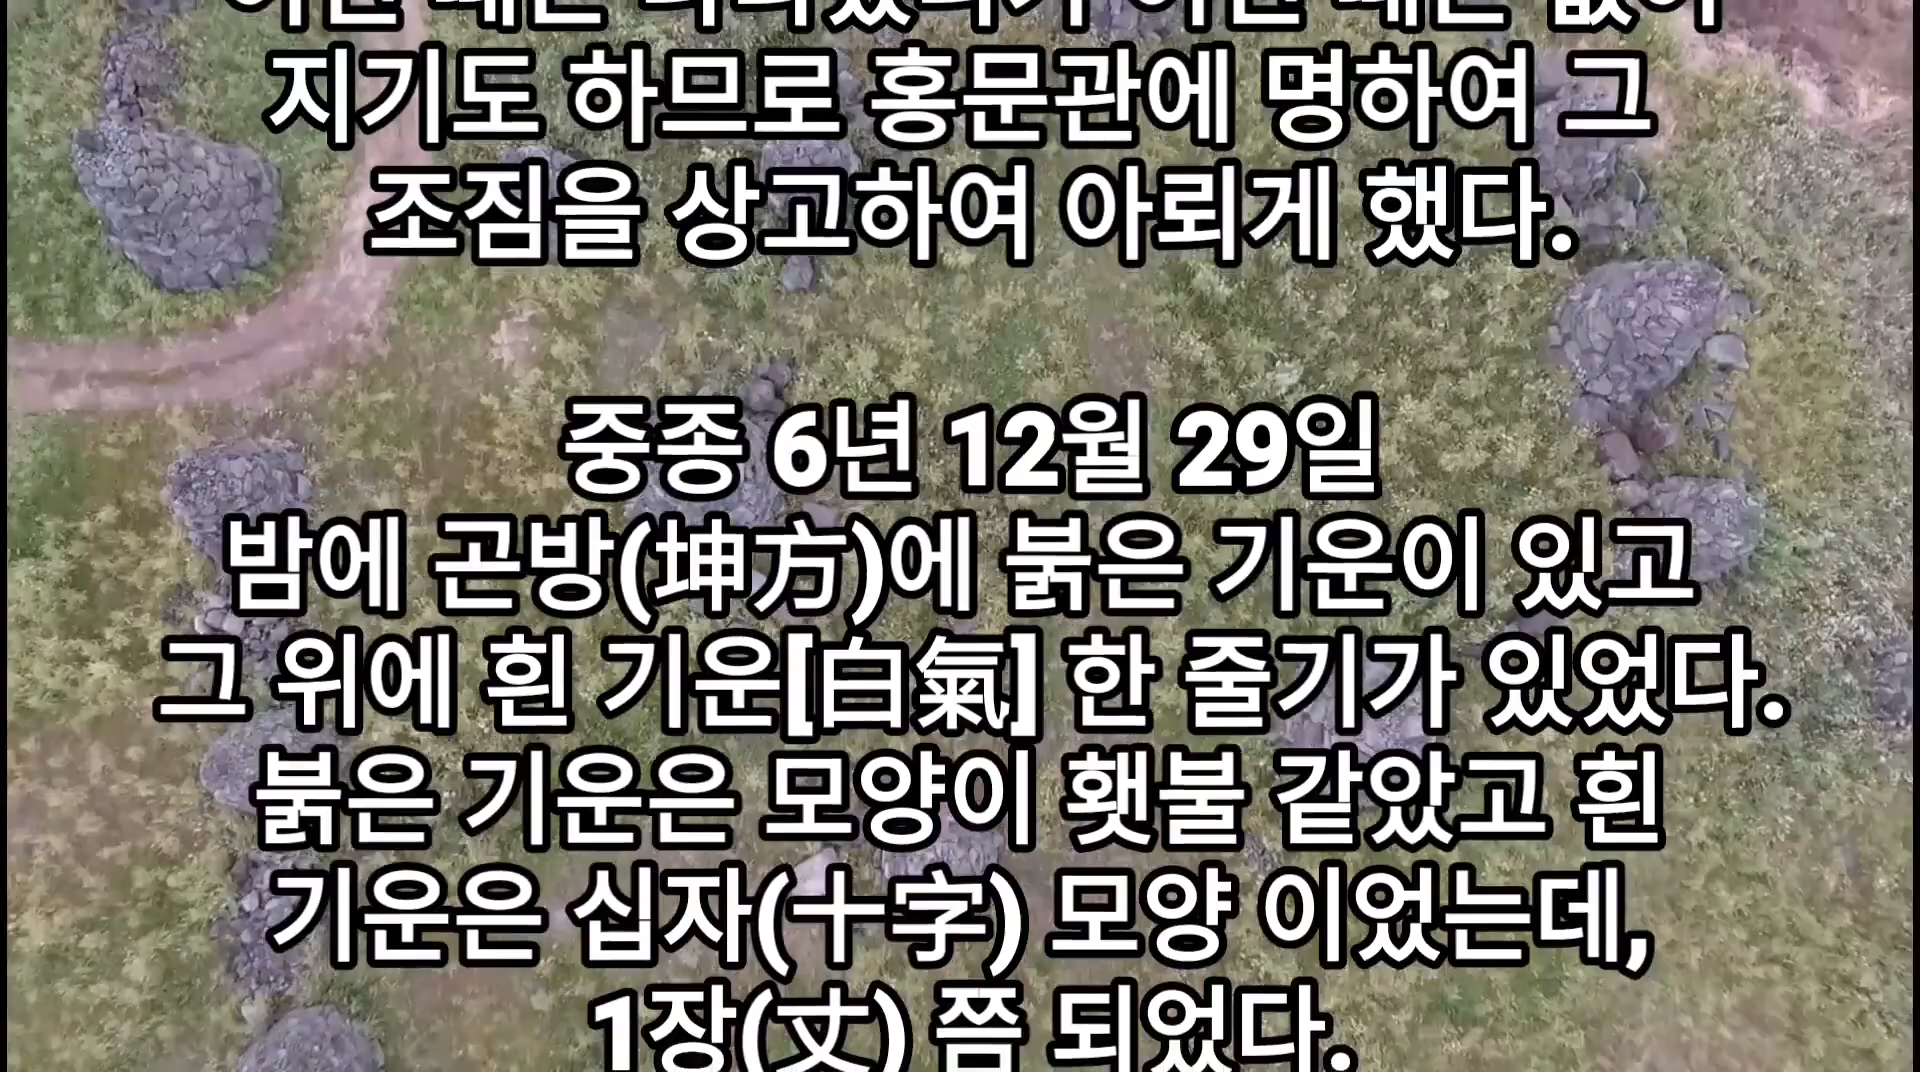 지기도 하므로 홍문관에 명하여 그
조짐을 상고하여 아뢰게 했다.
중종 6년 12월 29일
밤에 곤방(坤方)에 붉은 기운이 있고
그 위에 흰 기운[白氣] 한 줄기가 있었다.
붉은 기운은 모양이 횃불 같았고 흰
기운은 십자(十字) 모양 이었는데,
1장(丈) 쯤 되었다.